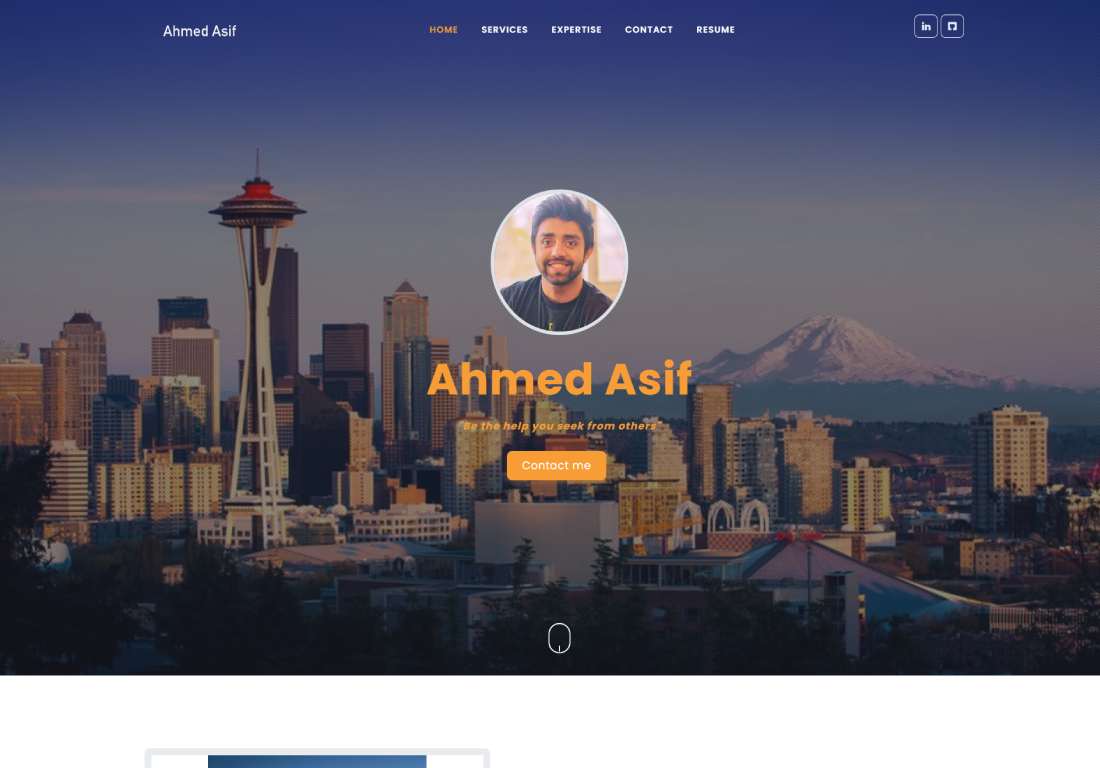 Ahmed Asif
HOME SERVICES EXPERTISE CONTACT RESUME
in
Ahmed Asif
"Be the help you seek from others"
Contact me